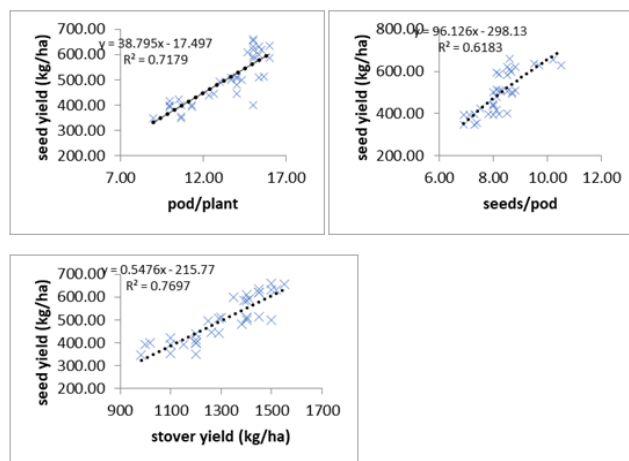 y = 38.795x - 17.497
R² = 0.7179
700.00
600.00
500.00
400.00
300.00
200.00
seed yield (kg/ha)
7.00 12.00 17.00
pod/plant
y = 96.126x - 298.13
R² = 0.6183
800.00
600.00
400.00
200.00
seed yield (kg/ha)
6.00 8.00 10.00 12.00
seeds/pod
y = 0.5476x - 215.77
R² = 0.7697
700.00
600.00
500.00
400.00
300.00
200.00
seed yield (kg/ha)
900 1100 1300 1500 1700
stover yield (kg/ha)